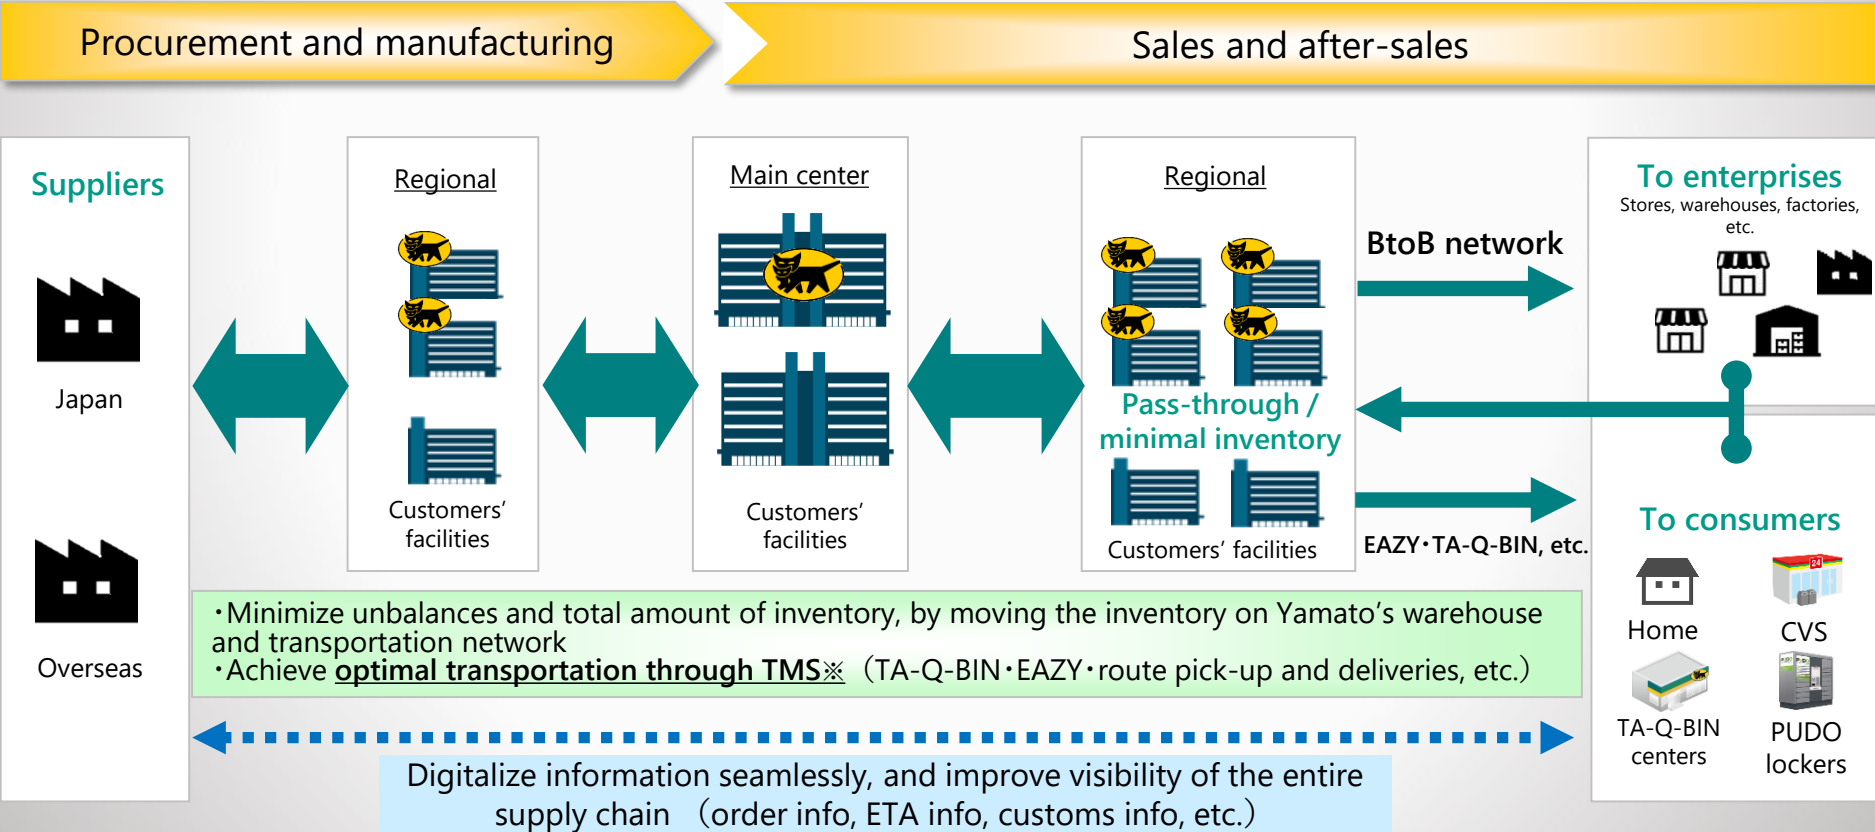 Procurement and manufacturing
Sales and after-sales
Suppliers
Japan
Overseas
Regional
Customers’
facilities
Main center
Customers’
facilities
Regional
Pass-through /
minimal inventory
Customers’ facilities
BtoB network
EAZY・TA-Q-BIN, etc.
To enterprises
Stores, warehouses, factories,
etc.
To consumers
24
Home
CVS
PUDO
TA-Q-BIN
centers
PUDO
lockers
・Minimize unbalances and total amount of inventory, by moving the inventory on Yamato’s warehouse
and transportation network
・Achieve optimal transportation through TMS※ （TA-Q-BIN・EAZY・route pick-up and deliveries, etc.）
Digitalize information seamlessly, and improve visibility of the entire
supply chain （order info, ETA info, customs info, etc.）